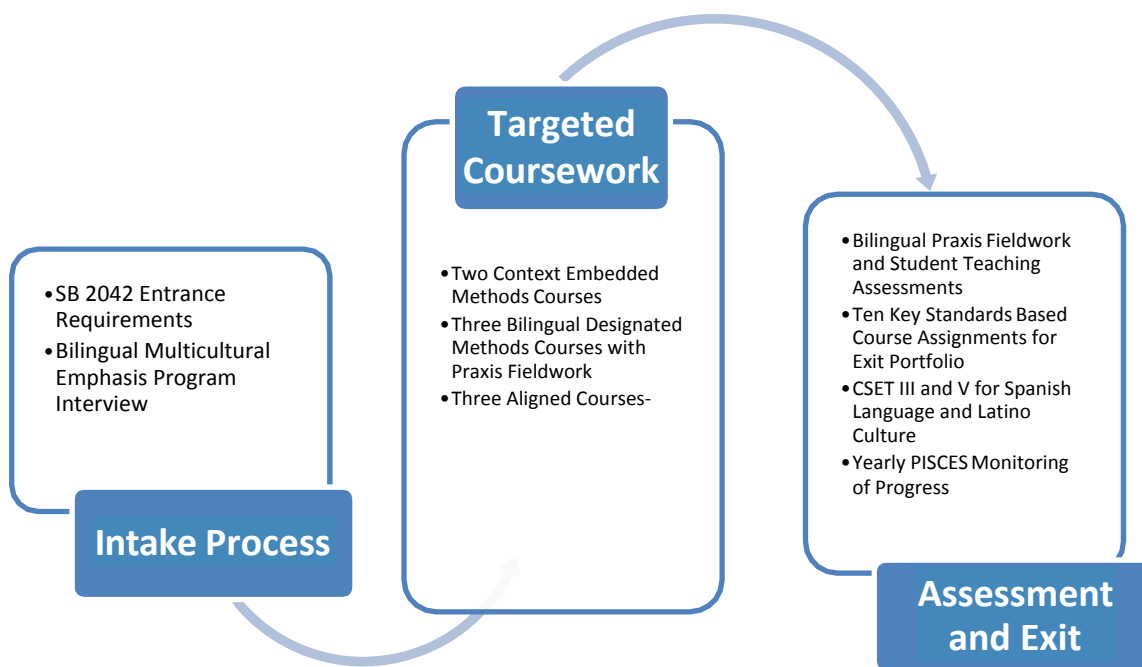 •SB 2042 Entrance
Requirements
•Bilingual Multicultural
Emphasis Program
Interview
Intake Process
Targeted
Coursework
•Two Context Embedded
Methods Courses
•Three Bilingual Designated
Methods Courses with
Praxis Fieldwork
•Three Aligned Courses-
•Bilingual Praxis Fieldwork
and Student Teaching
Assessments
•Ten Key Standards Based
Course Assignments for
Exit Portfolio
•CSET III and V for Spanish
Language and Latino
Culture
•Yearly PISCES Monitoring
of Progress
Assessment
and Exit